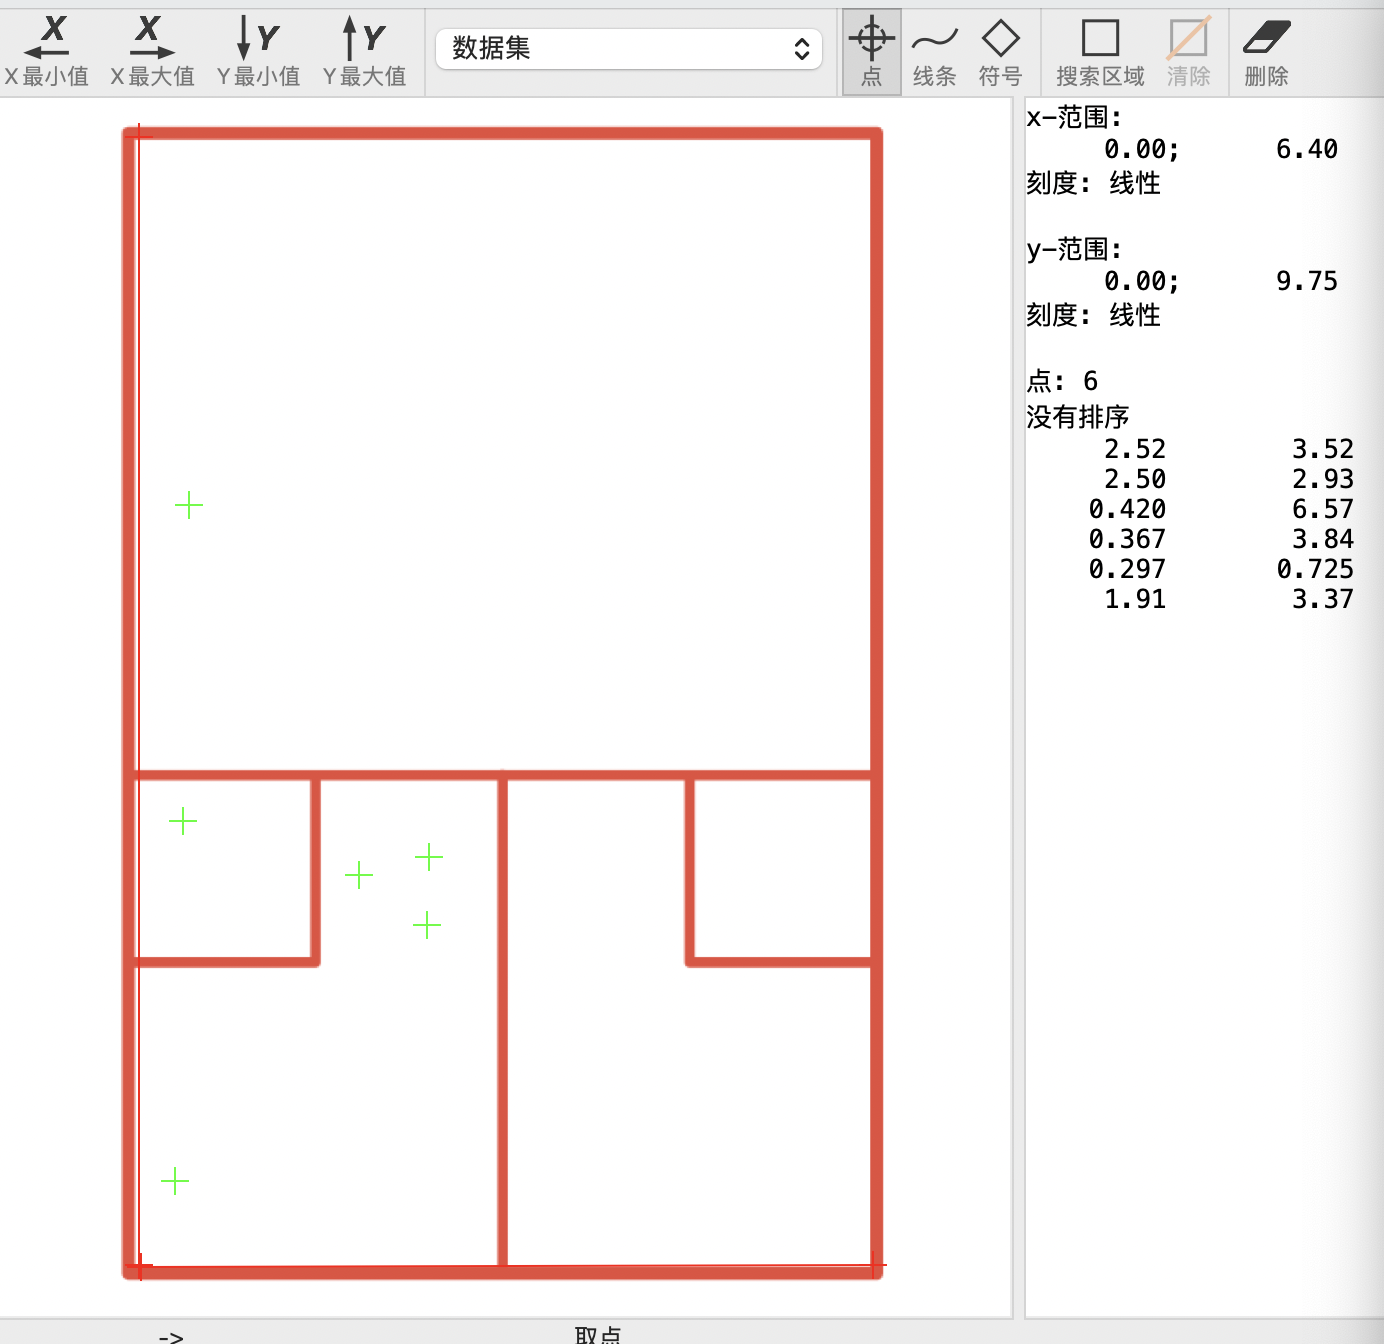 X
X
Y
Y
X最小值
X最大值
Y最小值
Y最大值
数据集
点
线条
符号
搜索区域
清除
删除
x-范围:
0.00; 6.40
刻度: 线性
y-范围:
0.00; 9.75
刻度: 线性
点: 6
没有排序
2.52 3.52
2.50 2.93
0.420 6.57
0.367 3.84
0.297 0.725
1.91 3.37
->
取点